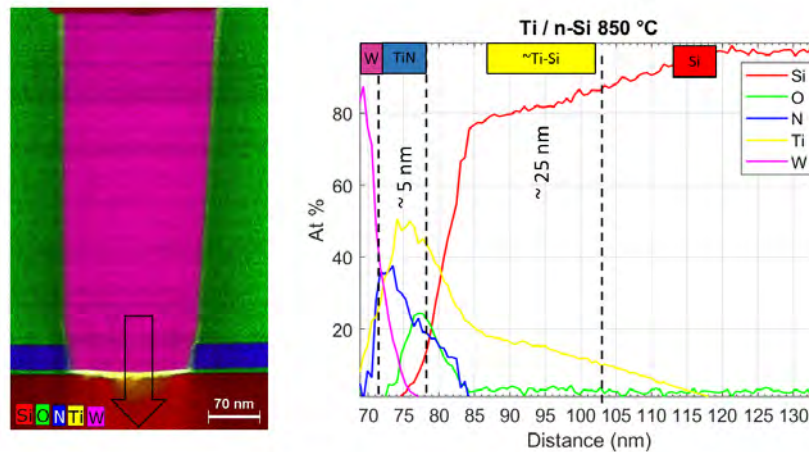 Si O N Ti W
70 nm
Ti / n-Si 850 °C
W TiN ~Ti-Si Si
~ 5 nm
~ 25 nm
Si
O
N
Ti
W
At %
80
60
40
20
70 75 80 85 90 95 100 105 110 115 120 125 130
Distance (nm)